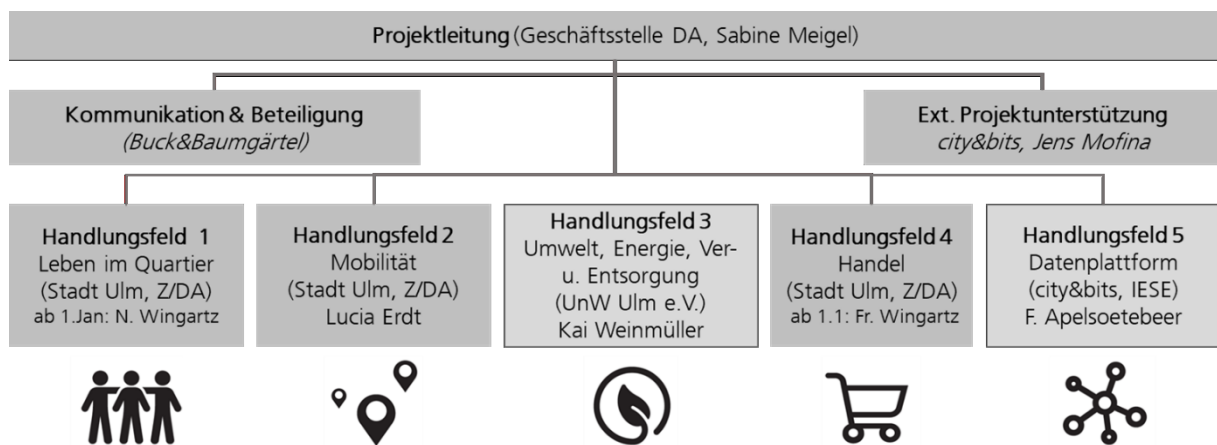 Projektleitung (Geschäftsstelle DA, Sabine Meigel)
Kommunikation & Beteiligung
(Buck&Baumgärtel)
Ext. Projektunterstützung
city&bits, Jens Mofina
Handlungsfeld 1
Leben im Quartier
(Stadt Ulm, Z/DA)
ab 1.Jan: N. Wingartz
Handlungsfeld 2
Mobilität
(Stadt Ulm, Z/DA)
Lucia Erdt
Handlungsfeld 3
Umwelt, Energie, Ver-
u. Entsorgung
(UnW Ulm e.V.)
Kai Weinmüller
Handlungsfeld 4
Handel
(Stadt Ulm, Z/DA)
ab 1.1: Fr. Wingartz
Handlungsfeld 5
Datenplattform
(city&bits, IESE)
F. Apelsoetebeer